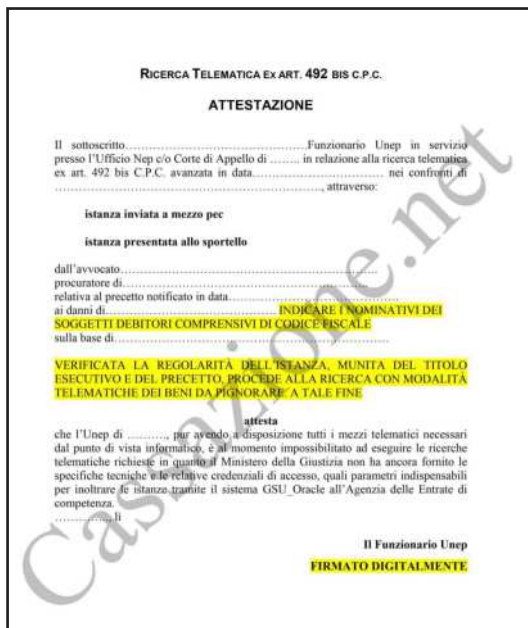 RICERCA TELEMATICA EX ART. 492 BIS C.P.C.
ATTESTAZIONE
Il sottoscritto……………………………………Funzionario Unep in servizio
presso l'Ufficio Nep c/o Corte di Appello di …….. in relazione alla ricerca telematica
ex art. 492 bis C.P.C. avanzata in data………………………… nei confronti di
………………………………………………………, attraverso:
istanza inviata a mezzo pec
istanza presentata allo sportello
dall'avvocato……………………………………………………
procuratore di…………………………………………………
relativa al precetto notificato in data…………………………………
ai danni di……………………………………INDICARE I NOMINATIVI DEI
SOGGETTI DEBITORI COMPRENSIVI DI CODICE FISCALE
sulla base di……………………………………………………………
VERIFICATA LA REGOLARITÀ DELL'ISTANZA, MUNITA DEL TITOLO
ESECUTIVO E DEL PRECETTO, PROCEDE ALLA RICERCA CON MODALITÀ
TELEMATICHE DEI BENI DA PIGNORARE. A TALE FINE
attesta
che l'Unep di ………., pur avendo a disposizione tutti i mezzi telematici necessari
dal punto di vista informatico, è al momento impossibilitato ad eseguire le ricerche
telematiche richieste in quanto il Ministero della Giustizia non ha ancora fornito le
specifiche tecniche e le relative credenziali di accesso, quali parametri indispensabili
per inoltrare le istanze tramite il sistema GSU_Oracle all'Agenzia delle Entrate di
competenza.
……………, lì
Il Funzionario Unep
FIRMATO DIGITALMENTE
Cassazione.net